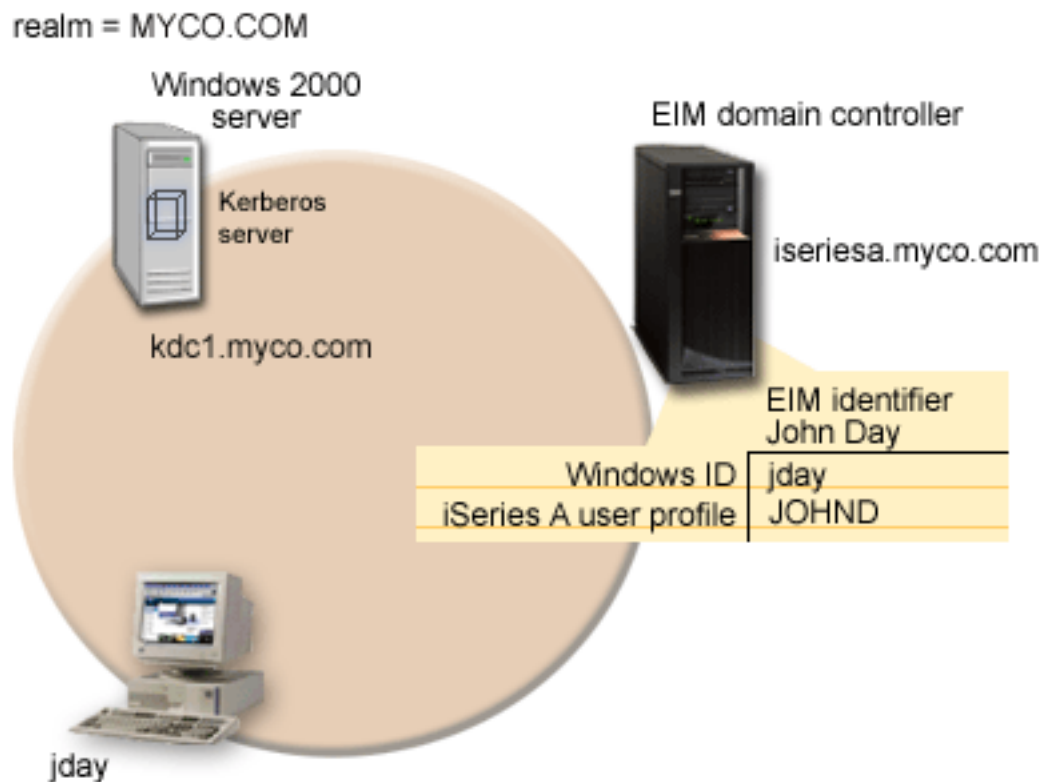 realm = MYCO.COM
Windows 2000
server
EIM domain controller
Kerberos
server
iseriesa.myco.com
kdc1.myco.com
EIM identifier
John Day
Windows ID jday
iSeries A user profile JOHND
jday